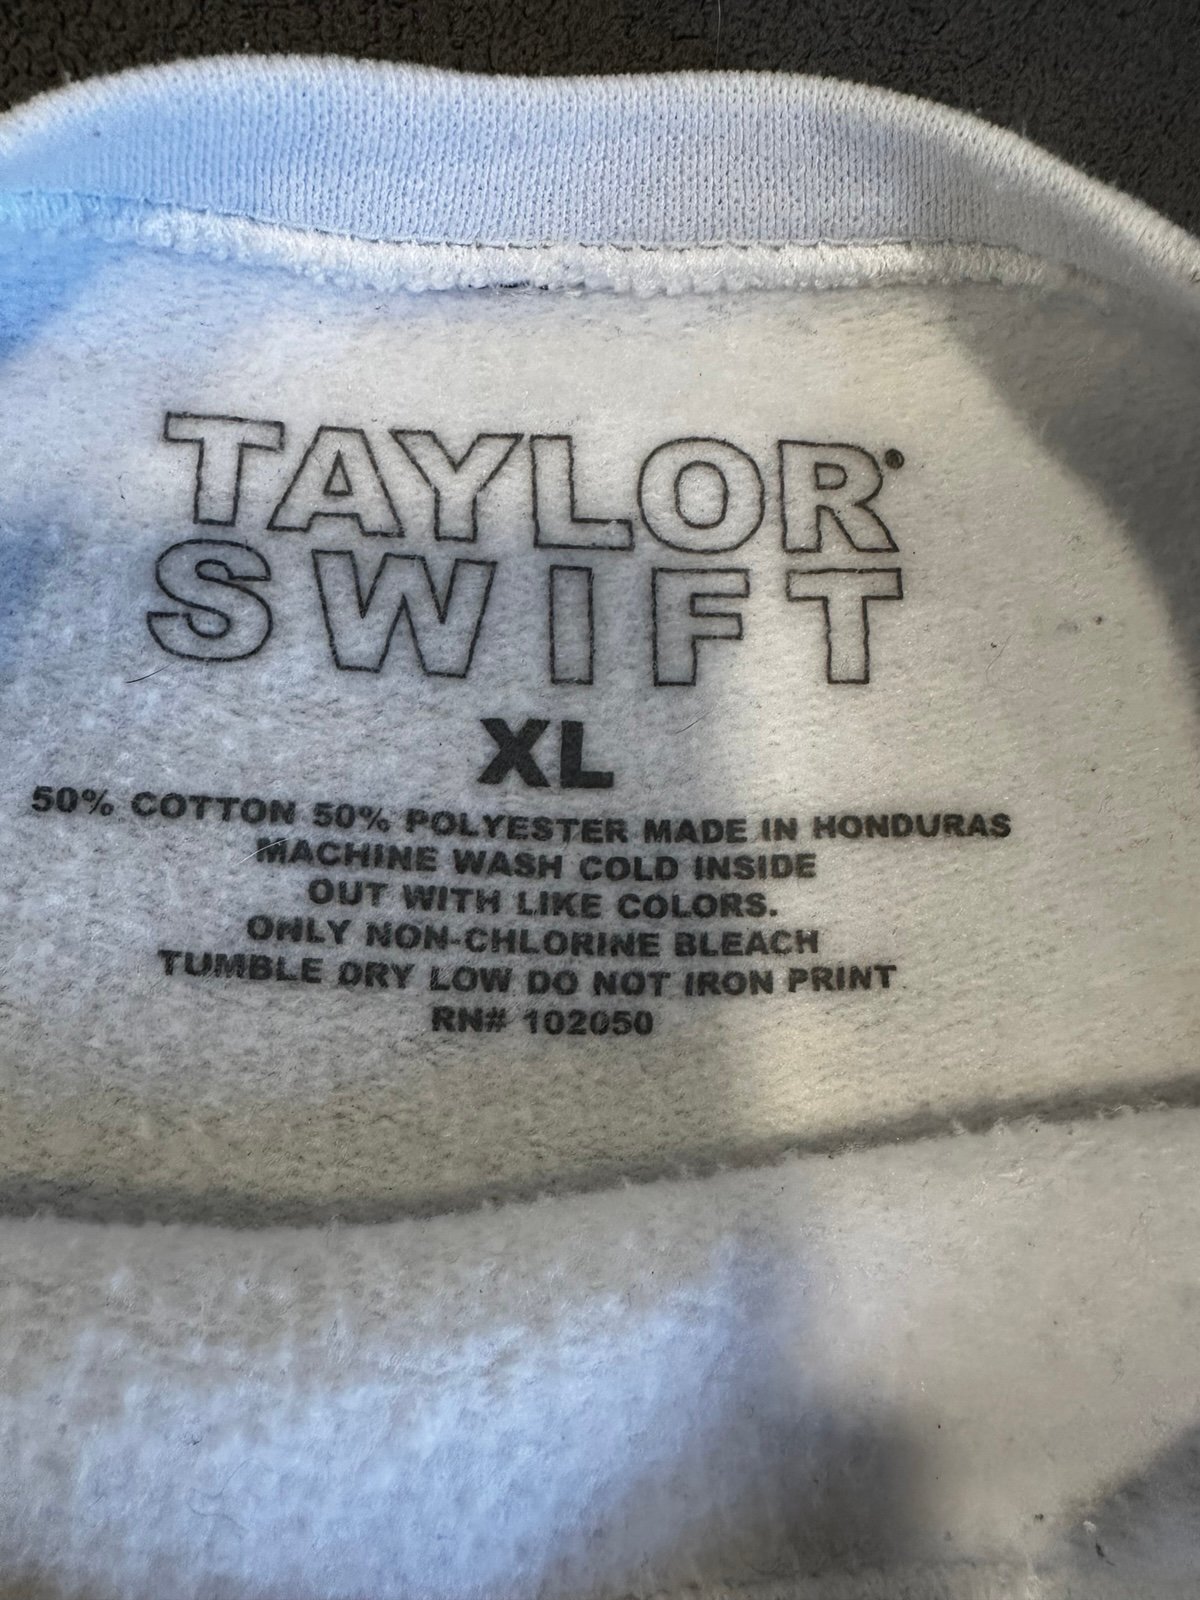 TAYLOR®
SWIFT
XL
50% COTTON 50% POLYESTER MADE IN HONDURAS
MACHINE WASH COLD INSIDE
OUT WITH LIKE COLORS.
ONLY NON-CHLORINE BLEACH
TUMBLE DRY LOW DO NOT IRON PRINT
RN# 102050